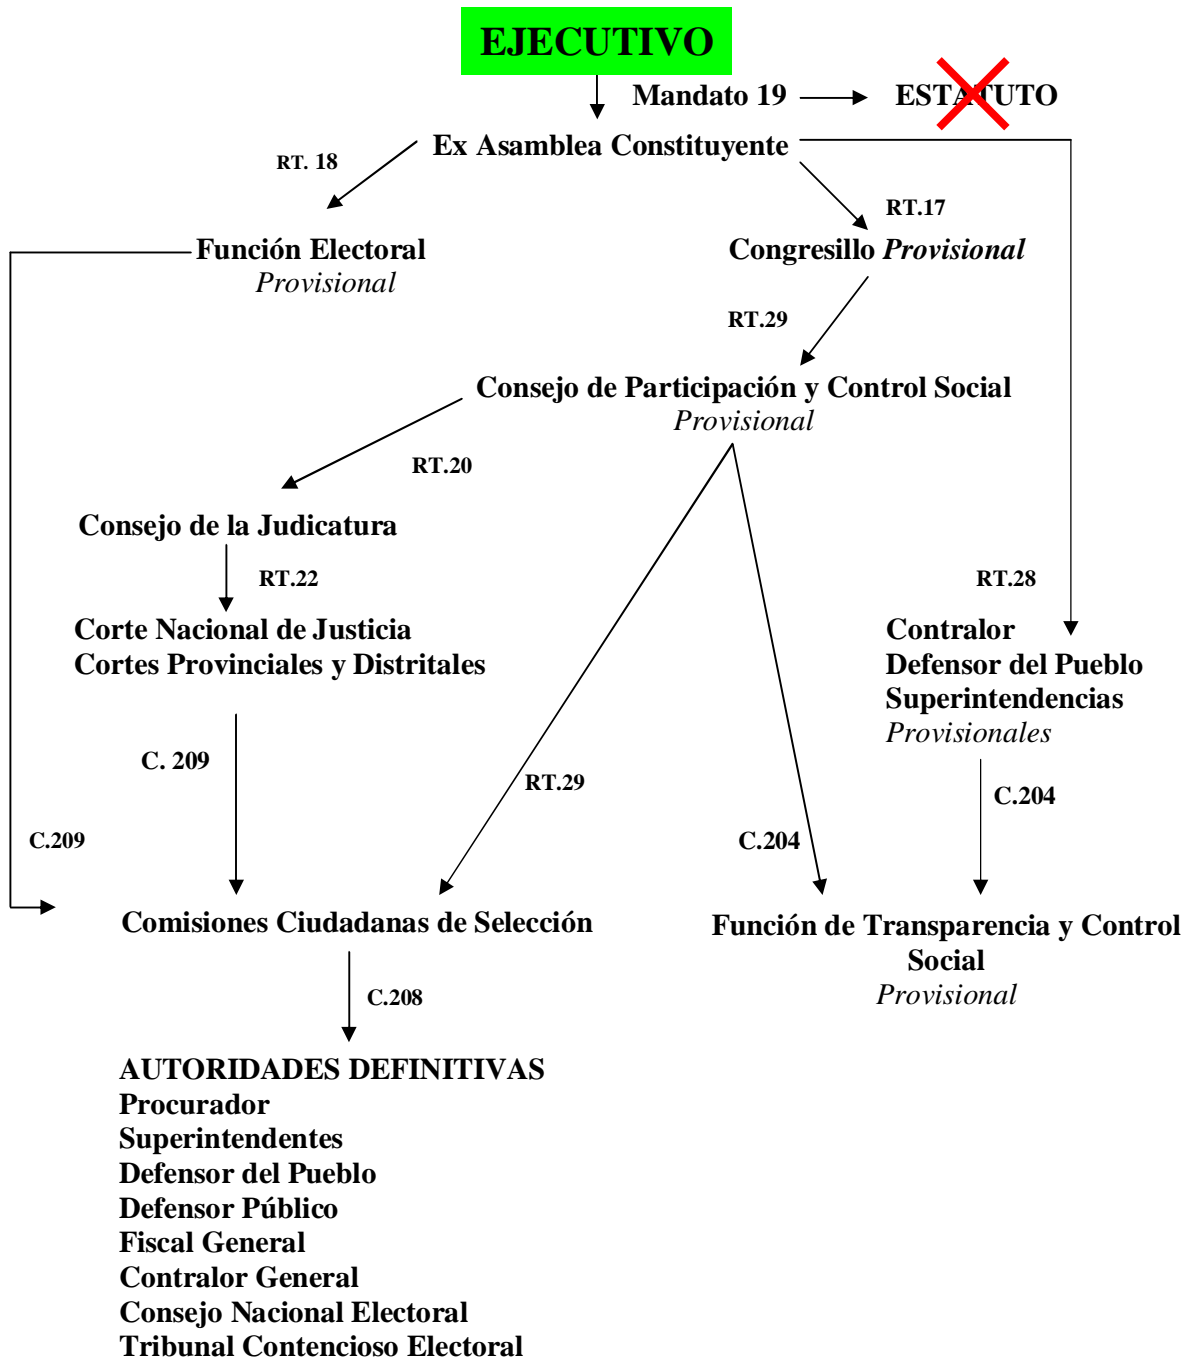 EJECUTIVO
Mandato 19
ESTATUTO
Ex Asamblea Constituyente
RT. 18
RT.17
Función Electoral
Provisional
Congresillo Provisional
RT.29
Consejo de Participación y Control Social
Provisional
RT.20
Consejo de la Judicatura
RT.22
RT.28
Corte Nacional de Justicia
Cortes Provinciales y Distritales
Contralor
Defensor del Pueblo
Superintendencias
Provisionales
C. 209
RT.29
C.204
C.209
C.204
Comisiones Ciudadanas de Selección
Función de Transparencia y Control
Social
Provisional
C.208
AUTORIDADES DEFINITIVAS
Procurador
Superintendentes
Defensor del Pueblo
Defensor Público
Fiscal General
Contralor General
Consejo Nacional Electoral
Tribunal Contencioso Electoral